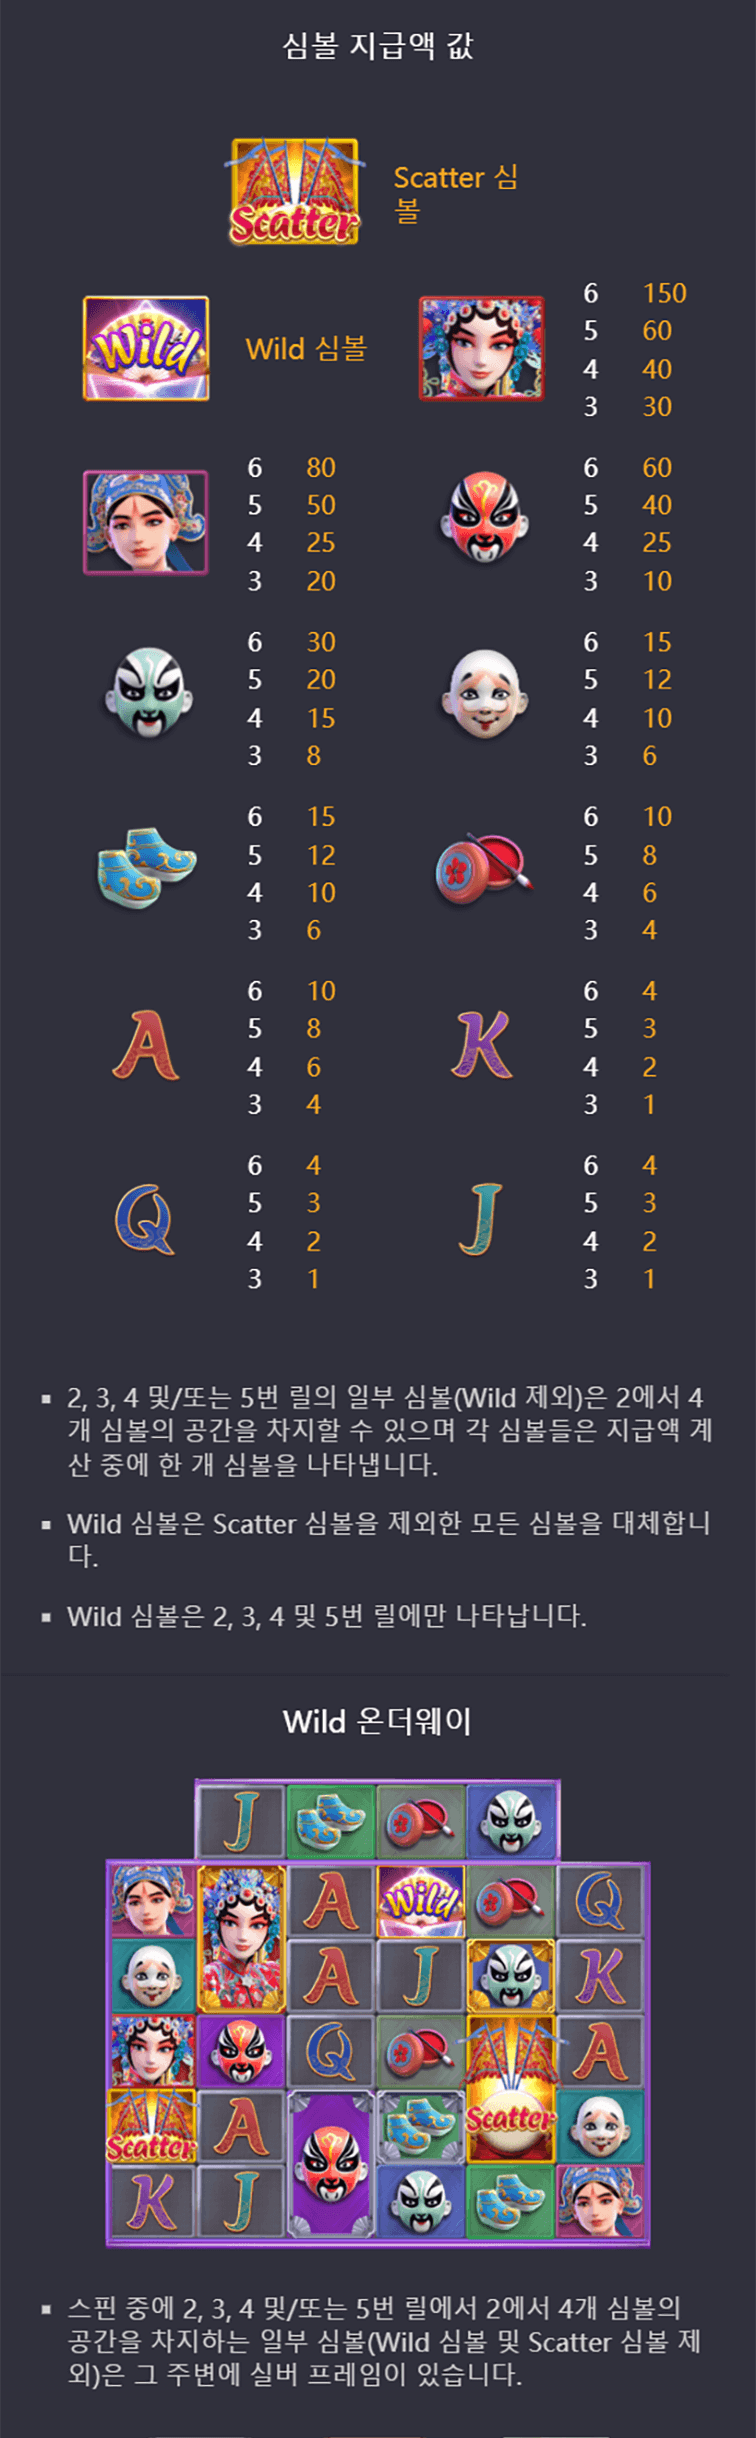 심볼 지급액 값
Scatter
Scatter 심
볼
Wild
Wild 심볼
6 150
5 60
4 40
3 30
6 80
5 50
4 25
3 20
6 60
5 40
4 25
3 10
6 30
5 20
4 15
3 8
6 15
5 12
4 10
3 6
6 15
5 12
4 10
3 6
6 10
5 8
6 6
3 4
A
6 10
5 8
4 6
3 4
K
6 4
5 3
4 2
3 1
Q
6 4
5 3
4 2
3 1
J
6 4
5 3
4 2
3 1
▪ 2, 3, 4 및/또는 5번 릴의 일부 심볼(Wild 제외)은 2에서 4
개 심볼의 공간을 차지할 수 있으며 각 심볼들은 지급액 계
산 중에 한 개 심볼을 나타냅니다.
▪ Wild 심볼은 Scatter 심볼을 제외한 모든 심볼을 대체합니
다.
▪ Wild 심볼은 2, 3, 4 및 5번 릴에만 나타납니다.
Wild 온더웨이
J
A Wild Q
A J K
Q A
Scatter A Scatter
K J
▪ 스핀 중에 2, 3, 4 및/또는 5번 릴에서 2에서 4개 심볼의
공간을 차지하는 일부 심볼(Wild 심볼 및 Scatter 심볼 제
외)은 그 주변에 실버 프레임이 있습니다.